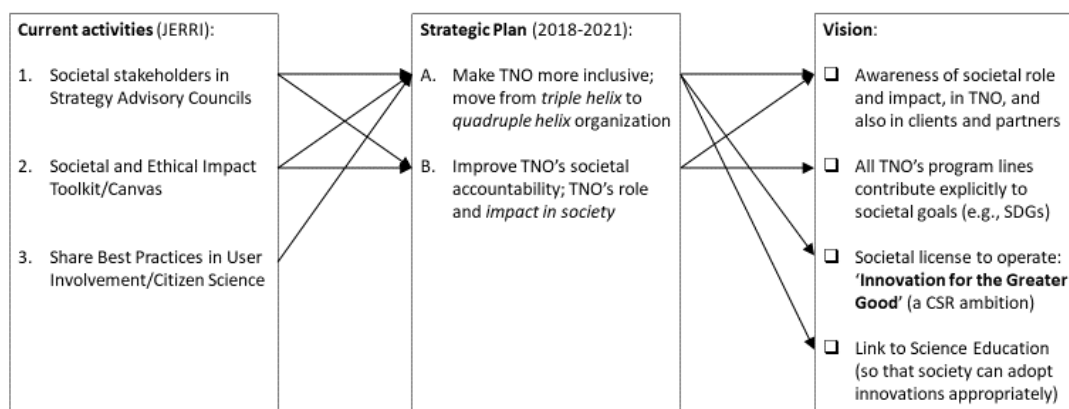 Current activities (JERRI):
1. Societal stakeholders in
Strategy Advisory Councils
2. Societal and Ethical Impact
Toolkit/Canvas
3. Share Best Practices in User
Involvement/Citizen Science
Strategic Plan (2018-2021):
A. Make TNO more inclusive;
move from triple helix to
quadruple helix organization
B. Improve TNO's societal
accountability; TNO's role
and impact in society
Vision:
❑ Awareness of societal role
and impact, in TNO, and
also in clients and partners
❑ All TNO's program lines
contribute explicitly to
societal goals (e.g., SDGs)
❑ Societal license to operate:
'Innovation for the Greater
Good' (a CSR ambition)
❑ Link to Science Education
(so that society can adopt
innovations appropriately)